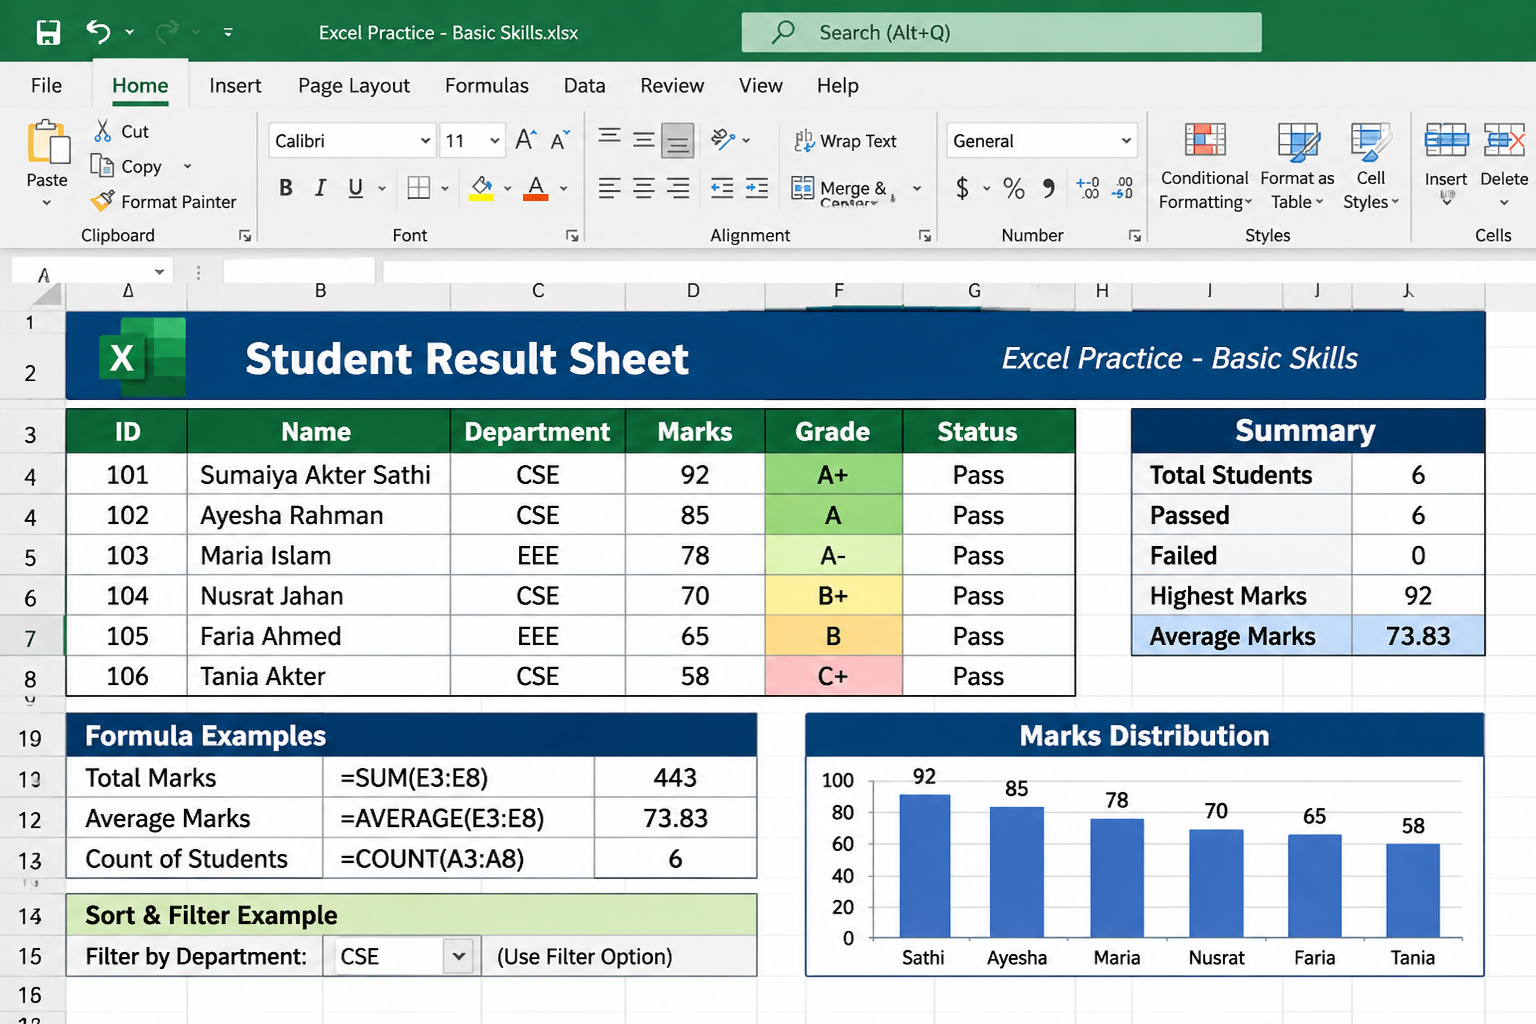 Excel Practice - Basic Skills.xlsx
Search (Alt+Q)
File Home Insert Page Layout Formulas Data Review View Help
Paste
Cut
Copy
Format Painter
Clipboard
Calibri 11
B I U A
Font
Wrap Text
Merge &
Alignment
General
$ % 9
Number
Conditional Formatting
Format as Table
Cell Styles
Styles
Insert Delete
Cells
A
B C D F G H
1
2
X Student Result Sheet Excel Practice - Basic Skills
3 ID Name Department Marks Grade Status
4 101 Sumaiya Akter Sathi CSE 92 A+ Pass
4 102 Ayesha Rahman CSE 85 A Pass
5 103 Maria Islam EEE 78 A- Pass
6 104 Nusrat Jahan CSE 70 B+ Pass
7 105 Faria Ahmed EEE 65 B Pass
8 106 Tania Akter CSE 58 C+ Pass
Summary
Total Students 6
Passed 6
Failed 0
Highest Marks 92
Average Marks 73.83
19 Formula Examples
Total Marks =SUM(E3:E8) 443
12 Average Marks =AVERAGE(E3:E8) 73.83
13 Count of Students =COUNT(A3:A8) 6
14 Sort & Filter Example
15 Filter by Department: CSE (Use Filter Option)
16
Marks Distribution
100
80
60
40
20
0
92 85 78 70 65 58
Sathi Ayesha Maria Nusrat Faria Tania